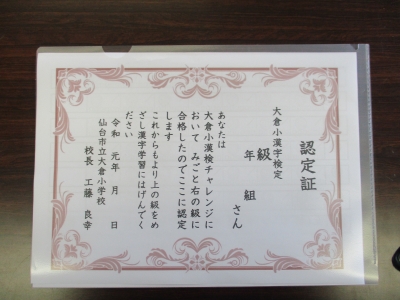 認定証
大倉小漢字検定
級
年 組 さん
あなたは
大倉小漢検チャレンジに
おいて みごと右の級に
合格したのでここに認定
します
これからもより上の級をめ
ざし漢字学習にはげんでく
ださい
令和 元年 月 日
仙台市立大倉小学校
校長 工藤 良幸